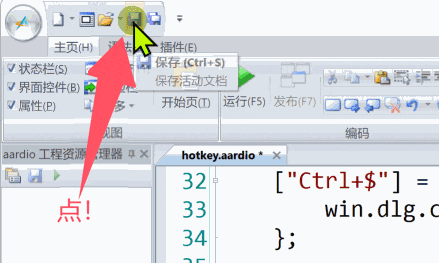 主页(H)
插件(E)
状态栏(S)
界面控件(B)
属性(P)
保存 (Ctrl+S)
保存活动文档
多
开始页(T)
运行(F5)
发布(F7)
视图
编码
aardio 工程资源管理器
hotkey.aardio *
点!
32 ["Ctrl+$"] =
33 win.dlg.c
34 };